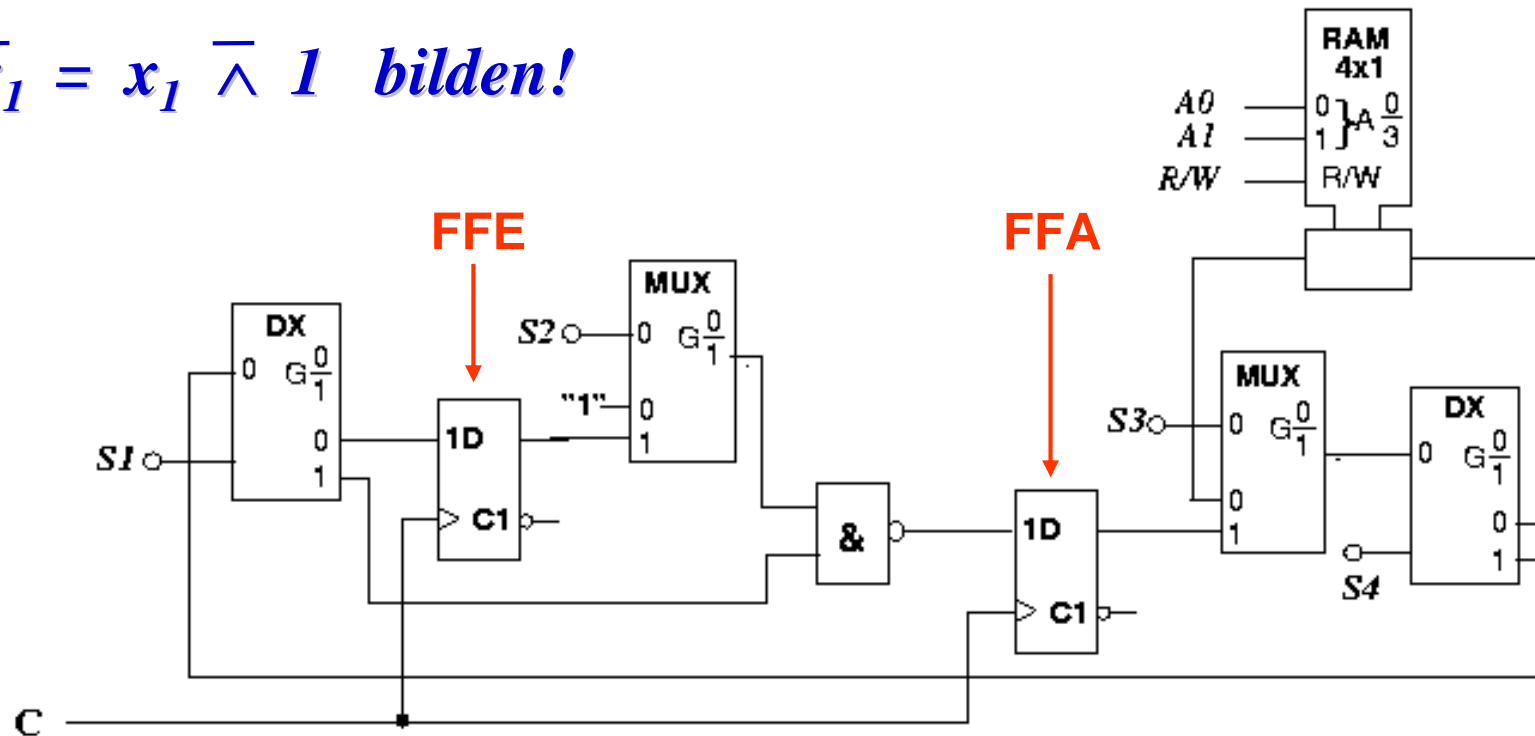 ₁ = x₁ ⊼ 1 bilden!
RAM
4x1
A0
0
A 0/3
A1
1
R/W
R/W
FFE
FFA
MUX
S2
0
G 0/1
"1"
0
1
DX
0
G 0/1
0
1
S1
1D
C1
&
1D
C1
MUX
S3
0
G 0/1
0
1
DX
0
G 0/1
0
1
S4
C